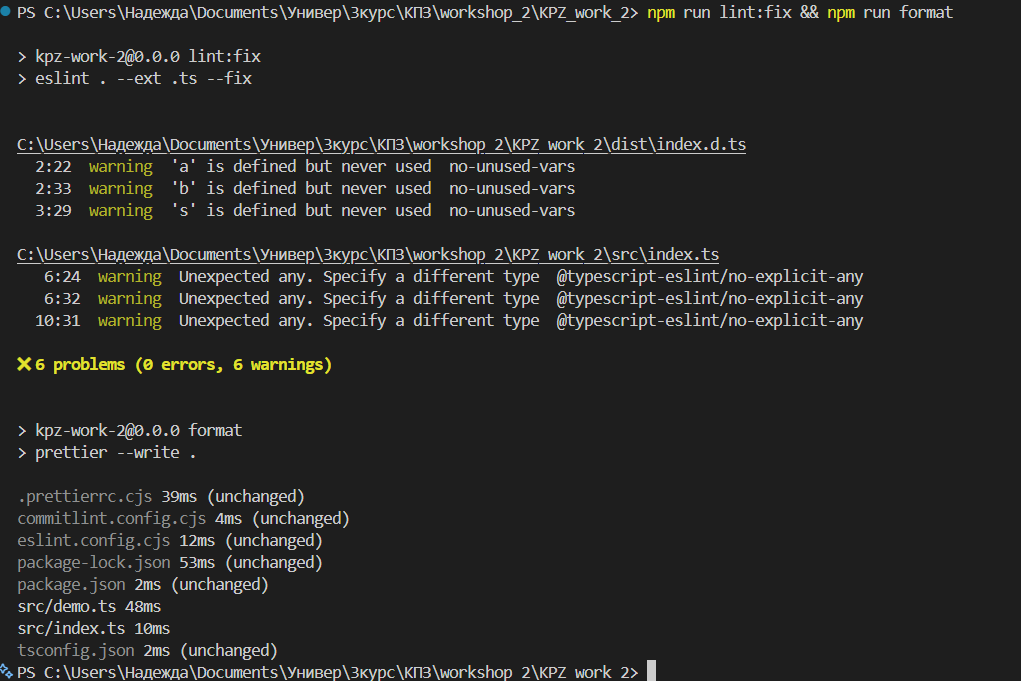 PS C:\Users\Надежда\Documents\Универ\3курс\КПЗ\workshop_2\KPZ_work_2> npm run lint:fix && npm run format
> kpz-work-2@0.0.0 lint:fix
> eslint . --ext .ts --fix
C:\Users\Надежда\Documents\Универ\3курс\КПЗ\workshop_2\KPZ_work_2\dist\index.d.ts
2:22 warning 'a' is defined but never used no-unused-vars
2:33 warning 'b' is defined but never used no-unused-vars
3:29 warning 's' is defined but never used no-unused-vars
C:\Users\Надежда\Documents\Универ\3курс\КПЗ\workshop_2\KPZ_work_2\src\index.ts
6:24 warning Unexpected any. Specify a different type @typescript-eslint/no-explicit-any
6:32 warning Unexpected any. Specify a different type @typescript-eslint/no-explicit-any
10:31 warning Unexpected any. Specify a different type @typescript-eslint/no-explicit-any
✖ 6 problems (0 errors, 6 warnings)
> kpz-work-2@0.0.0 format
> prettier --write .
.prettierrc.cjs 39ms (unchanged)
commitlint.config.cjs 4ms (unchanged)
eslint.config.cjs 12ms (unchanged)
package-lock.json 53ms (unchanged)
package.json 2ms (unchanged)
src/demo.ts 48ms
src/index.ts 10ms
tsconfig.json 2ms (unchanged)
PS C:\Users\Надежда\Documents\Универ\3курс\КПЗ\workshop_2\KPZ_work_2>